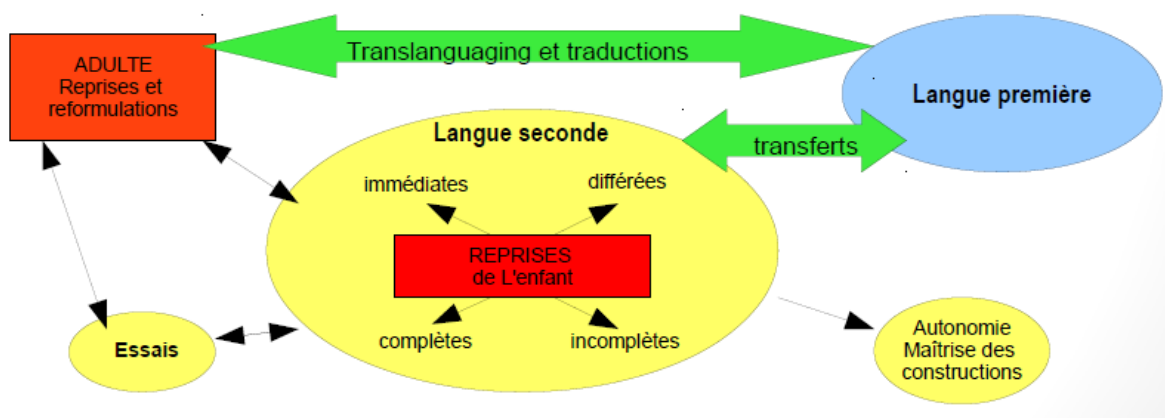 ADULTE
Reprises et
reformulations
Translanguaging et traductions
Langue première
Langue seconde
transferts
immédiates
différées
REPRISES
de L'enfant
complètes
incomplètes
Essais
Autonomie
Maîtrise des
constructions